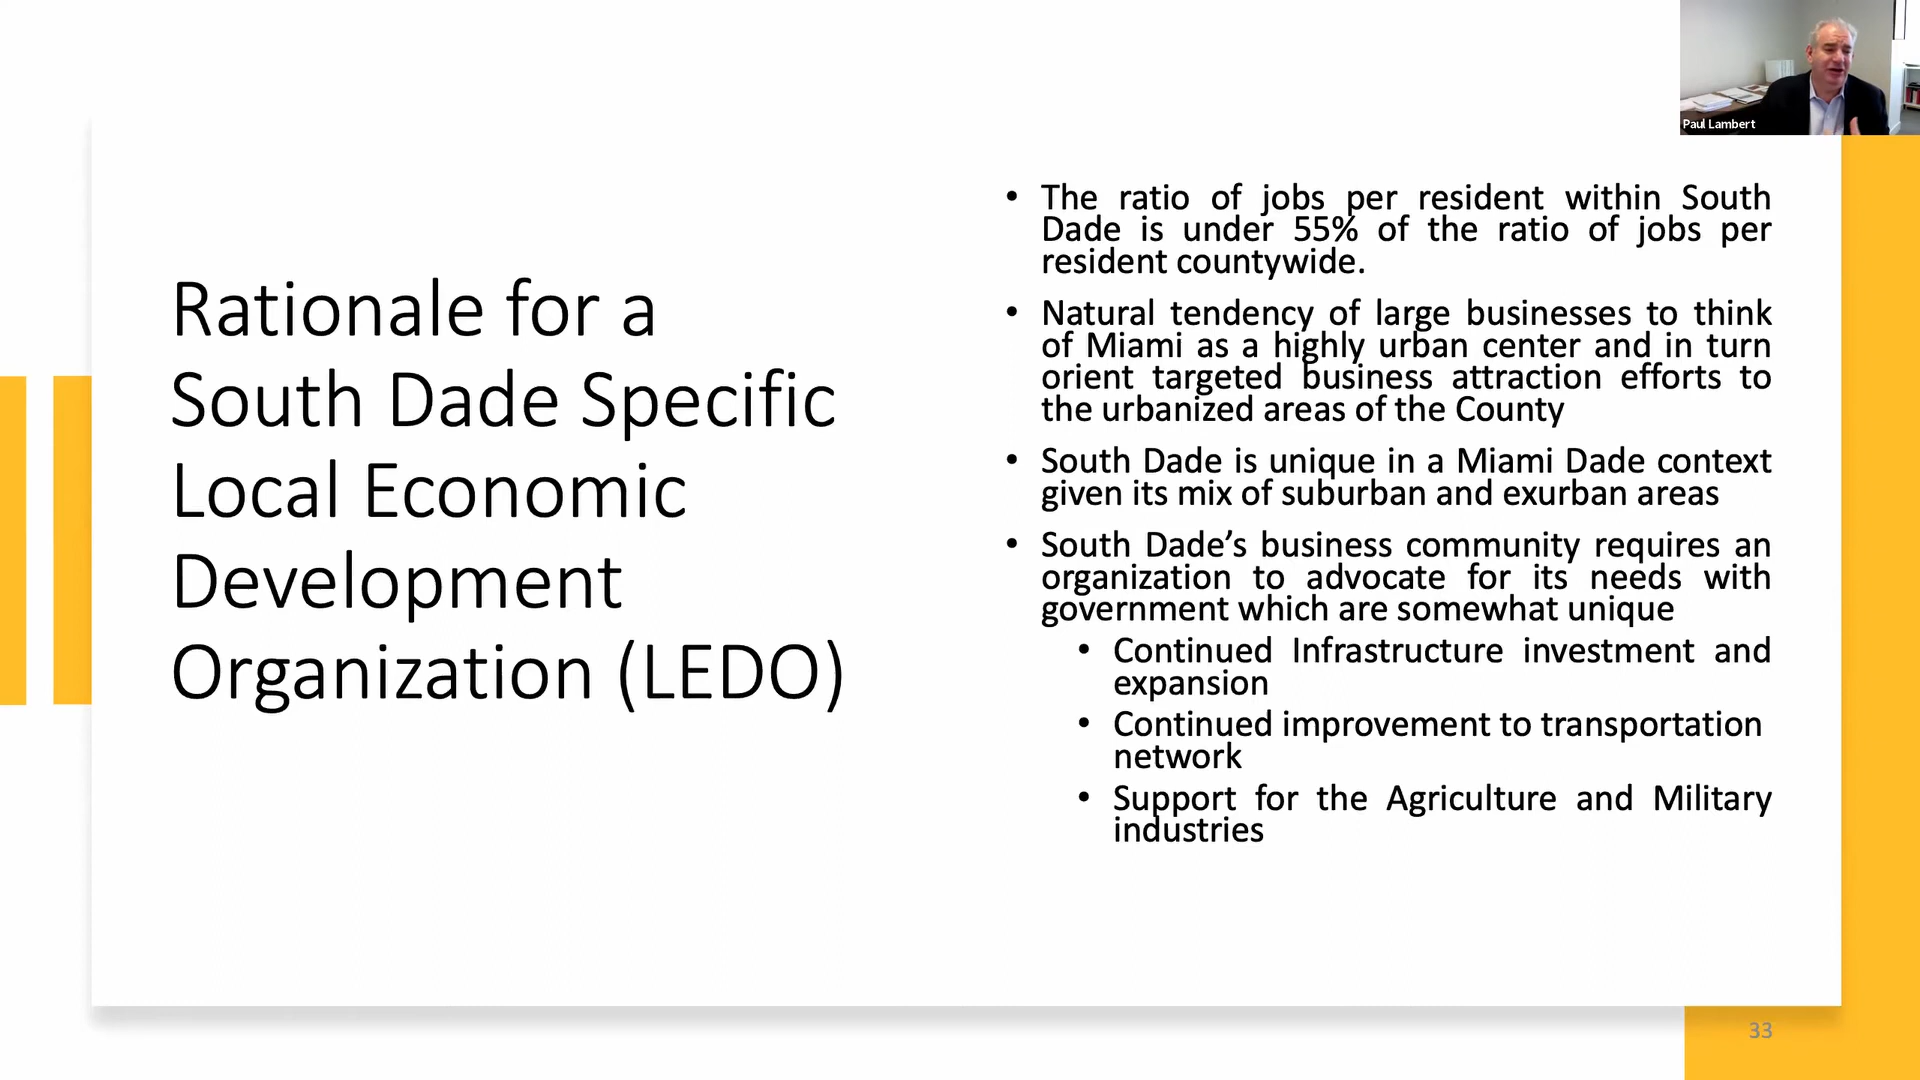 Paul Lambert
Rationale for a
South Dade Specific
Local Economic
Development
Organization (LEDO)
• The ratio of jobs per resident within South
Dade is under 55% of the ratio of jobs per
resident countywide.
• Natural tendency of large businesses to think
of Miami as a highly urban center and in turn
orient targeted business attraction efforts to
the urbanized areas of the County
• South Dade is unique in a Miami Dade context
given its mix of suburban and exurban areas
• South Dade’s business community requires an
organization to advocate for its needs with
government which are somewhat unique
• Continued Infrastructure investment and
expansion
• Continued improvement to transportation
network
• Support for the Agriculture and Military
industries
33